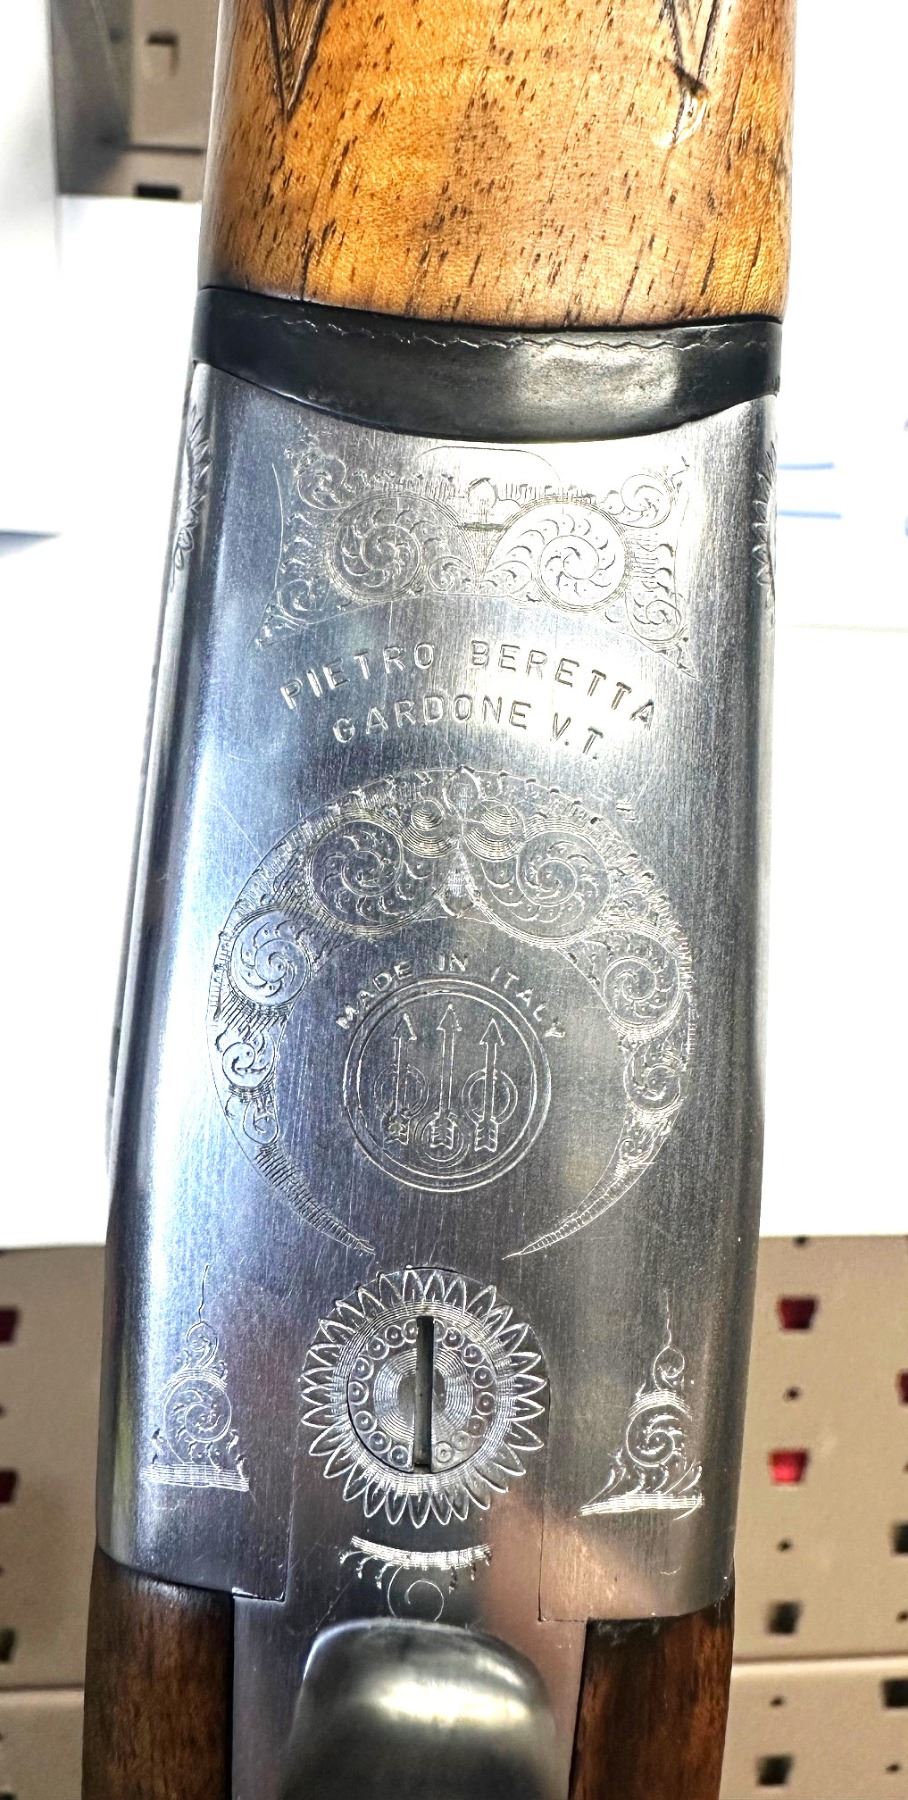 PIETRO BERETTA
GARDONE V.T.
MADE IN ITALY